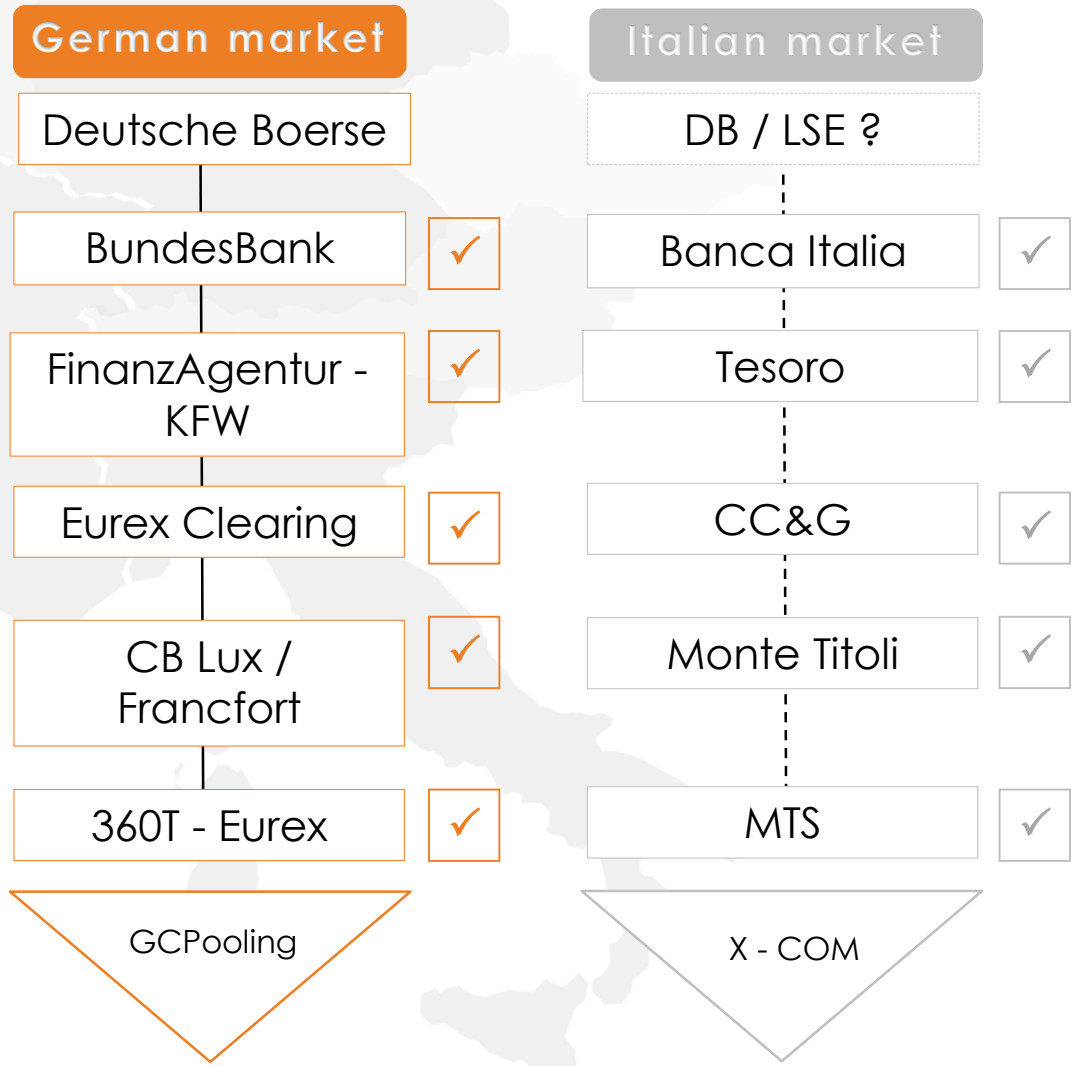 German market
Deutsche Boerse
BundesBank
✓
FinanzAgentur -
KFW
✓
Eurex Clearing
✓
CB Lux /
Francfort
✓
360T - Eurex
✓
GCPooling
Italian market
DB / LSE ?
Banca Italia
✓
Tesoro
✓
CC&G
✓
Monte Titoli
✓
MTS
✓
X - COM